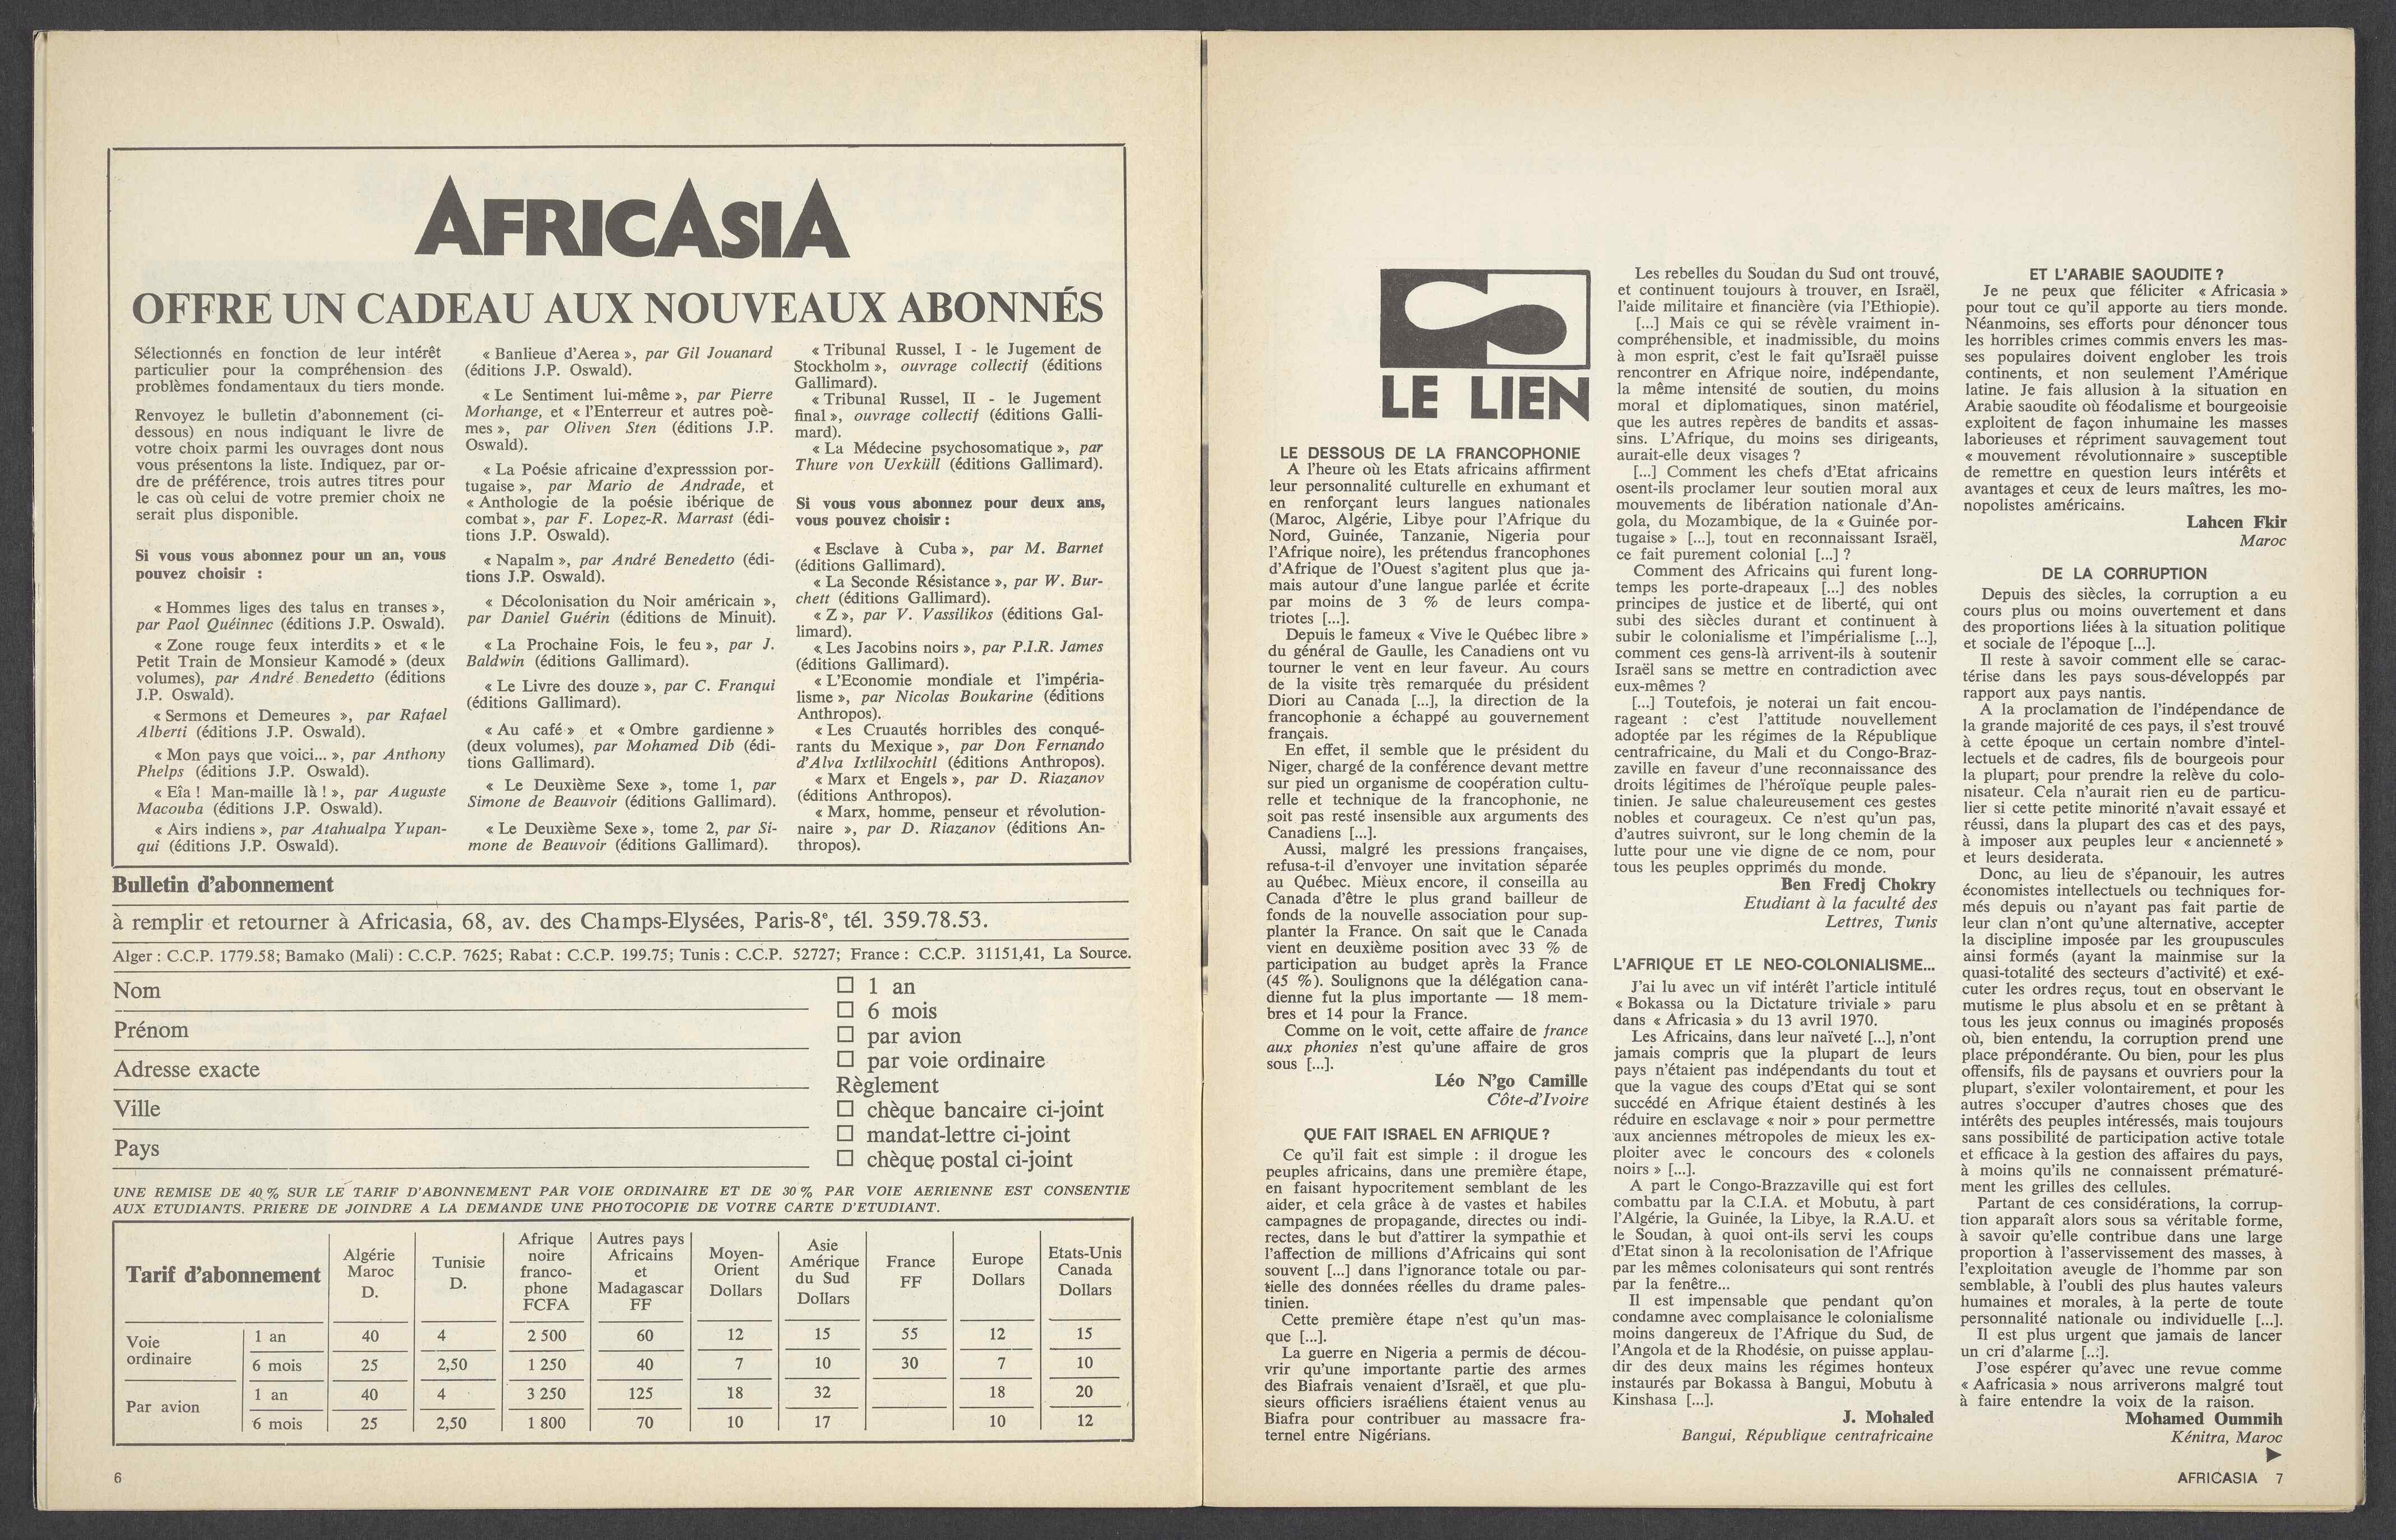 AFRICASIA
OFFRE UN CADEAU AUX NOUVEAUX ABONNÉS
Sélectionnés en fonction de leur intérêt
particulier pour la compréhension des
problèmes fondamentaux du tiers monde.
Renvoyez le bulletin d'abonnement (ci-
dessous) en nous indiquant le livre de
votre choix parmi les ouvrages dont nous
vous présentons la liste. Indiquez, par or-
dre de préférence, trois autres titres pour
le cas où celui de votre premier choix ne
serait plus disponible.
Si vous vous abonnez pour un an, vous
pouvez choisir :
« Hommes liges des talus en transes »,
par Paol Quéinnec (éditions J.P. Oswald).
« Zone rouge feux interdits » et « le
Petit Train de Monsieur Kamodé » (deux
volumes), par André Benedetto (éditions
J.P. Oswald).
« Sermons et Demeures », par Rafael
Alberti (éditions J.P. Oswald).
« Mon pays que voici... », par Anthony
Phelps (éditions J.P. Oswald).
« Eîa ! Man-maille là ! », par Auguste
Macouba (éditions J.P. Oswald).
« Airs indiens », par Atahualpa Yupan-
qui (éditions J.P. Oswald).
« Banlieue d'Aerea », par Gil Jouanard
(éditions J.P. Oswald).
« Le Sentiment lui-même », par Pierre
Morhange, et « l'Enterreur et autres poè-
mes », par Oliven Sten (éditions J.P.
Oswald).
« La Poésie africaine d'expresssion por-
tugaise », par Mario de Andrade, et
« Anthologie de la poésie ibérique de
combat », par F. Lopez-R. Marrast (édi-
tions J.P. Oswald).
« Napalm », par André Benedetto (édi-
tions J.P. Oswald).
« Décolonisation du Noir américain »,
par Daniel Guérin (éditions de Minuit).
« La Prochaine Fois, le feu », par J.
Baldwin (éditions Gallimard).
« Le Livre des douze », par C. Franqui
(éditions Gallimard).
« Au café » et « Ombre gardienne »
(deux volumes), par Mohamed Dib (édi-
tions Gallimard).
« Le Deuxième Sexe », tome 1, par
Simone de Beauvoir (éditions Gallimard).
« Le Deuxième Sexe », tome 2, par Si-
mone de Beauvoir (éditions Gallimard).
« Tribunal Russel, I - le Jugement de
Stockholm », ouvrage collectif (éditions
Gallimard).
« Tribunal Russel, II - le Jugement
final », ouvrage collectif (éditions Galli-
mard).
« La Médecine psychosomatique », par
Thure von Uexküll (éditions Gallimard).
Si vous vous abonnez pour deux ans,
vous pouvez choisir :
« Esclave à Cuba », par M. Barnet
(éditions Gallimard).
« La Seconde Résistance », par W. Bur-
chett (éditions Gallimard).
« Z », par V. Vassilikos (éditions Gal-
limard).
« Les Jacobins noirs », par P.I.R. James
(éditions Gallimard).
« L'Economie mondiale et l'impéria-
lisme », par Nicolas Boukarine (éditions
Anthropos).
« Les Cruautés horribles des conqué-
rants du Mexique », par Don Fernando
d'Alva Ixtlilxochitl (éditions Anthropos).
« Marx et Engels », par D. Riazanov
(éditions Anthropos).
« Marx, homme, penseur et révolution-
naire », par D. Riazanov (éditions An-
thropos).
Bulletin d'abonnement
à remplir et retourner à Africasia, 68, av. des Champs-Elysées, Paris-8e, tél. 359.78.53.
Alger : C.C.P. 1779.58; Bamako (Mali) : C.C.P. 7625; Rabat : C.C.P. 199.75; Tunis : C.C.P. 52727; France : C.C.P. 31151,41, La Source.
Nom
Prénom
Adresse exacte
Ville
Pays
☐ 1 an
☐ 6 mois
☐ par avion
☐ par voie ordinaire
Règlement
☐ chèque bancaire ci-joint
☐ mandat-lettre ci-joint
☐ chèque postal ci-joint
UNE REMISE DE 40 % SUR LE TARIF D'ABONNEMENT PAR VOIE ORDINAIRE ET DE 30 % PAR VOIE AERIENNE EST CONSENTIE
AUX ETUDIANTS. PRIERE DE JOINDRE A LA DEMANDE UNE PHOTOCOPIE DE VOTRE CARTE D'ETUDIANT.
Tarif d'abonnement
Algérie
Maroc
D.
Tunisie
D.
Afrique
noire
franco-
phone
FCFA
Autres pays
Africains
et
Madagascar
FF
Moyen-
Orient
Dollars
Asie
Amérique
du Sud
Dollars
France
FF
Europe
Dollars
Etats-Unis
Canada
Dollars
Voie
ordinaire
1 an 40 4 2 500 60 12 15 55 12 15
6 mois 25 2,50 1 250 40 7 10 30 7 10
Par avion
1 an 40 4 3 250 125 18 32 18 20
6 mois 25 2,50 1 800 70 10 17 10 12
6
LE LIEN
LE DESSOUS DE LA FRANCOPHONIE
A l'heure où les Etats africains affirment
leur personnalité culturelle en exhumant et
en renforçant leurs langues nationales
(Maroc, Algérie, Libye pour l'Afrique du
Nord, Guinée, Tanzanie, Nigeria pour
l'Afrique noire), les prétendus francophones
d'Afrique de l'Ouest s'agitent plus que ja-
mais autour d'une langue parlée et écrite
par moins de 3 % de leurs compa-
triotes [...].
Depuis le fameux « Vive le Québec libre »
du général de Gaulle, les Canadiens ont vu
tourner le vent en leur faveur. Au cours
de la visite très remarquée du président
Diori au Canada [...], la direction de la
francophonie a échappé au gouvernement
français.
En effet, il semble que le président du
Niger, chargé de la conférence devant mettre
sur pied un organisme de coopération cultu-
relle et technique de la francophonie, ne
soit pas resté insensible aux arguments des
Canadiens [...].
Aussi, malgré les pressions françaises,
refusa-t-il d'envoyer une invitation séparée
au Québec. Mieux encore, il conseilla au
Canada d'être le plus grand bailleur de
fonds de la nouvelle association pour sup-
planter la France. On sait que le Canada
vient en deuxième position avec 33 % de
participation au budget après la France
(45 %). Soulignons que la délégation cana-
dienne fut la plus importante — 18 mem-
bres et 14 pour la France.
Comme on le voit, cette affaire de france
aux phonies n'est qu'une affaire de gros
sous [...].
Léo N'go Camille
Côte-d'Ivoire
QUE FAIT ISRAEL EN AFRIQUE ?
Ce qu'il fait est simple : il drogue les
peuples africains, dans une première étape,
en faisant hypocritement semblant de les
aider, et cela grâce à de vastes et habiles
campagnes de propagande, directes ou indi-
rectes, dans le but d'attirer la sympathie et
l'affection de millions d'Africains qui sont
souvent [...] dans l'ignorance totale ou par-
tielle des données réelles du drame pales-
tinien.
Cette première étape n'est qu'un mas-
que [...].
La guerre en Nigeria a permis de décou-
vrir qu'une importante partie des armes
des Biafrais venaient d'Israël, et que plu-
sieurs officiers israéliens étaient venus au
Biafra pour contribuer au massacre fra-
ternel entre Nigérians.
Les rebelles du Soudan du Sud ont trouvé,
et continuent toujours à trouver, en Israël,
l'aide militaire et financière (via l'Ethiopie).
[...] Mais ce qui se révèle vraiment in-
compréhensible, et inadmissible, du moins
à mon esprit, c'est le fait qu'Israël puisse
rencontrer en Afrique noire, indépendante,
la même intensité de soutien, du moins
moral et diplomatiques, sinon matériel,
que les autres repères de bandits et assas-
sins. L'Afrique, du moins ses dirigeants,
aurait-elle deux visages ?
[...] Comment les chefs d'Etat africains
osent-ils proclamer leur soutien moral aux
mouvements de libération nationale d'An-
gola, du Mozambique, de la « Guinée por-
tugaise » [...], tout en reconnaissant Israël,
ce fait purement colonial [...] ?
Comment des Africains qui furent long-
temps les porte-drapeaux [...] des nobles
principes de justice et de liberté, qui ont
subi des siècles durant et continuent à
subir le colonialisme et l'impérialisme [...],
comment ces gens-là arrivent-ils à soutenir
Israël sans se mettre en contradiction avec
eux-mêmes ?
[...] Toutefois, je noterai un fait encou-
rageant : c'est l'attitude nouvellement
adoptée par les régimes de la République
centrafricaine, du Mali et du Congo-Braz-
zaville en faveur d'une reconnaissance des
droits légitimes de l'héroïque peuple pales-
tinien. Je salue chaleureusement ces gestes
nobles et courageux. Ce n'est qu'un pas,
d'autres suivront, sur le long chemin de la
lutte pour une vie digne de ce nom, pour
tous les peuples opprimés du monde.
Ben Fredj Chokry
Etudiant à la faculté des
Lettres, Tunis
L'AFRIQUE ET LE NEO-COLONIALISME...
J'ai lu avec un vif intérêt l'article intitulé
« Bokassa ou la Dictature triviale » paru
dans « Africasia » du 13 avril 1970.
Les Africains, dans leur naïveté [...], n'ont
jamais compris que la plupart de leurs
pays n'étaient pas indépendants du tout et
que la vague des coups d'Etat qui se sont
succédé en Afrique étaient destinés à les
réduire en esclavage « noir » pour permettre
aux anciennes métropoles de mieux les ex-
ploiter avec le concours des « colonels
noirs » [...].
A part le Congo-Brazzaville qui est fort
combattu par la C.I.A. et Mobutu, à part
l'Algérie, la Guinée, la Libye, la R.A.U. et
le Soudan, à quoi ont-ils servi les coups
d'Etat sinon à la recolonisation de l'Afrique
par les mêmes colonisateurs qui sont rentrés
par la fenêtre...
Il est impensable que pendant qu'on
condamne avec complaisance le colonialisme
moins dangereux de l'Afrique du Sud, de
l'Angola et de la Rhodésie, on puisse applau-
dir des deux mains les régimes honteux
instaurés par Bokassa à Bangui, Mobutu à
Kinshasa [...].
J. Mohaled
Bangui, République centrafricaine
ET L'ARABIE SAOUDITE ?
Je ne peux que féliciter « Africasia »
pour tout ce qu'il apporte au tiers monde.
Néanmoins, ses efforts pour dénoncer tous
les horribles crimes commis envers les mas-
ses populaires doivent englober les trois
continents, et non seulement l'Amérique
latine. Je fais allusion à la situation en
Arabie saoudite où féodalisme et bourgeoisie
exploitent de façon inhumaine les masses
laborieuses et répriment sauvagement tout
« mouvement révolutionnaire » susceptible
de remettre en question leurs intérêts et
avantages et ceux de leurs maîtres, les mo-
nopolistes américains.
Lahcen Fkir
Maroc
DE LA CORRUPTION
Depuis des siècles, la corruption a eu
cours plus ou moins ouvertement et dans
des proportions liées à la situation politique
et sociale de l'époque [...].
Il reste à savoir comment elle se carac-
térise dans les pays sous-développés par
rapport aux pays nantis.
A la proclamation de l'indépendance de
la grande majorité de ces pays, il s'est trouvé
à cette époque un certain nombre d'intel-
lectuels et de cadres, fils de bourgeois pour
la plupart, pour prendre la relève du colo-
nisateur. Cela n'aurait rien eu de particu-
lier si cette petite minorité n'avait essayé et
réussi, dans la plupart des cas et des pays,
à imposer aux peuples leur « ancienneté »
et leurs desiderata.
Donc, au lieu de s'épanouir, les autres
économistes intellectuels ou techniques for-
més depuis ou n'ayant pas fait partie de
leur clan n'ont qu'une alternative, accepter
la discipline imposée par les groupuscules
ainsi formés (ayant la mainmise sur la
quasi-totalité des secteurs d'activité) et exé-
cuter les ordres reçus, tout en observant le
mutisme le plus absolu et en se prêtant à
tous les jeux connus ou imaginés proposés
où, bien entendu, la corruption prend une
place prépondérante. Ou bien, pour les plus
offensifs, fils de paysans et ouvriers pour la
plupart, s'exiler volontairement, et pour les
autres s'occuper d'autres choses que des
intérêts des peuples intéressés, mais toujours
sans possibilité de participation active totale
et efficace à la gestion des affaires du pays,
à moins qu'ils ne connaissent prématuré-
ment les grilles des cellules.
Partant de ces considérations, la corrup-
tion apparaît alors sous sa véritable forme,
à savoir qu'elle contribue dans une large
proportion à l'asservissement des masses, à
l'exploitation aveugle de l'homme par son
semblable, à l'oubli des plus hautes valeurs
humaines et morales, à la perte de toute
personnalité nationale ou individuelle [...].
Il est plus urgent que jamais de lancer
un cri d'alarme [...].
J'ose espérer qu'avec une revue comme
« Aafricasia » nous arriverons malgré tout
à faire entendre la voix de la raison.
Mohamed Oummih
Kénitra, Maroc
AFRICASIA 7